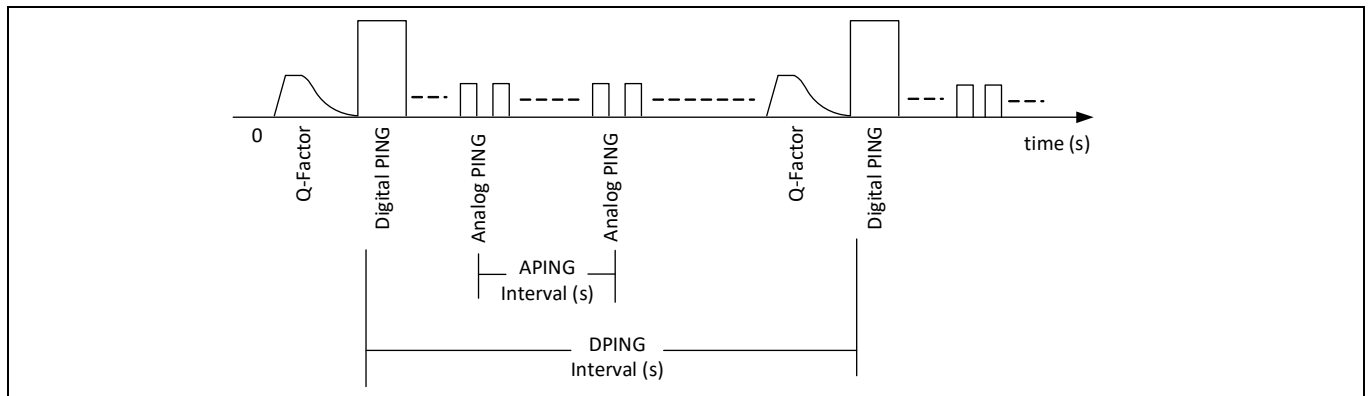 0
time (s)
Q-Factor
Digital PING
Analog PING
Analog PING
Q-Factor
Digital PING
APING
Interval (s)
DPING
Interval (s)